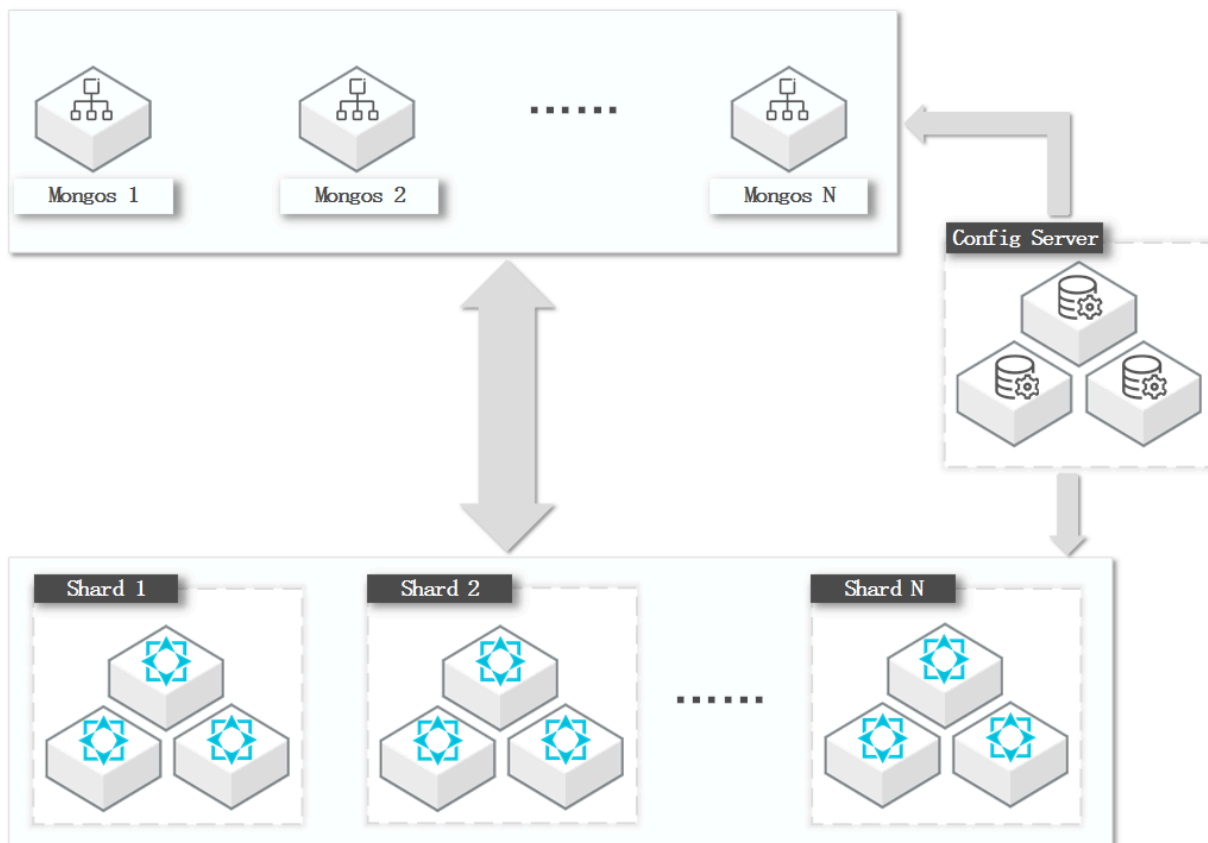 Mongos 1
Mongos 2
......
Mongos N
Config Server
Shard 1
Shard 2
......
Shard N